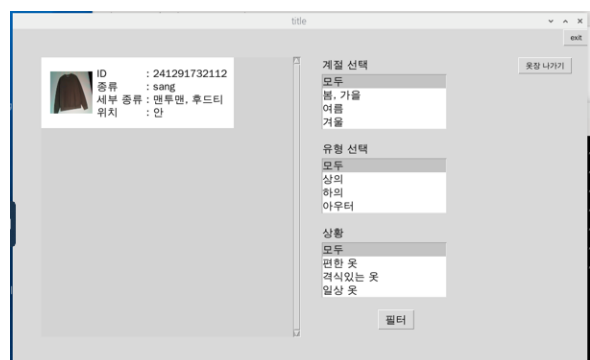 title
exit
ID : 241291732112
종류 : sang
세부 종류 : 맨투맨, 후드티
위치 : 안
계절 선택
모두
봄, 가을
여름
겨울
유형 선택
모두
상의
하의
아우터
상황
모두
편한 옷
격식있는 옷
일상 옷
필터
옷장 나가기